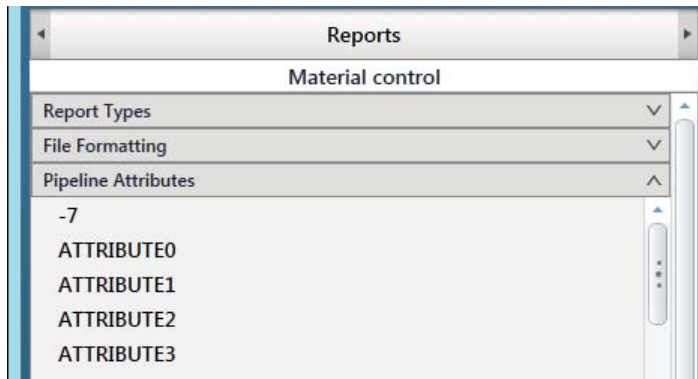 Reports
Material control
Report Types
File Formatting
Pipeline Attributes
-7
ATTRIBUTE0
ATTRIBUTE1
ATTRIBUTE2
ATTRIBUTE3